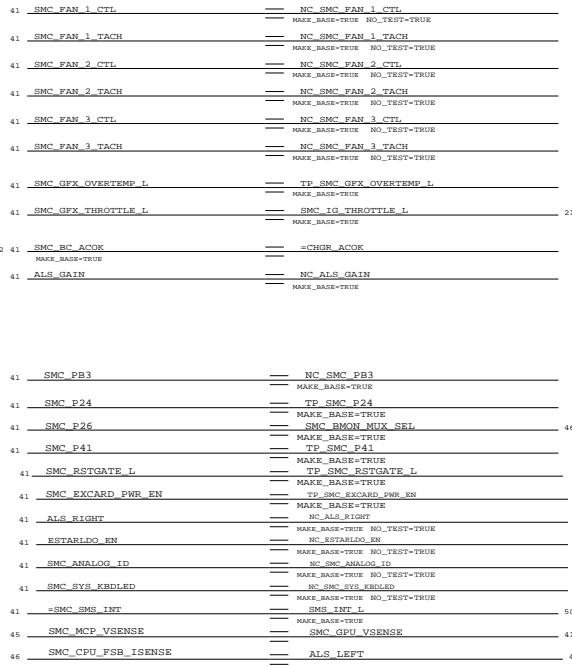 41 SMC_FAN_1_CTL NC_SMC_FAN_1_CTL
MAKE_BASE=TRUE NO_TEST=TRUE
41 SMC_FAN_1_TACH NC_SMC_FAN_1_TACH
MAKE_BASE=TRUE NO_TEST=TRUE
41 SMC_FAN_2_CTL NC_SMC_FAN_2_CTL
MAKE_BASE=TRUE NO_TEST=TRUE
41 SMC_FAN_2_TACH NC_SMC_FAN_2_TACH
MAKE_BASE=TRUE NO_TEST=TRUE
41 SMC_FAN_3_CTL NC_SMC_FAN_3_CTL
MAKE_BASE=TRUE NO_TEST=TRUE
41 SMC_FAN_3_TACH NC_SMC_FAN_3_TACH
MAKE_BASE=TRUE NO_TEST=TRUE
41 SMC_GFX_OVERTEMP_L TP_SMC_GFX_OVERTEMP_L
MAKE_BASE=TRUE
41 SMC_GFX_THROTTLE_L SMC_IG_THROTTLE_L 21
MAKE_BASE=TRUE
2 41 SMC_BC_ACOK =CHGR_ACOK
MAKE_BASE=TRUE
41 ALS_GAIN NC_ALS_GAIN
MAKE_BASE=TRUE
41 SMC_PB3 NC_SMC_PB3
MAKE_BASE=TRUE
41 SMC_P24 TP_SMC_P24
MAKE_BASE=TRUE
41 SMC_P26 SMC_BMON_MUX_SEL 46
MAKE_BASE=TRUE
41 SMC_P41 TP_SMC_P41
MAKE_BASE=TRUE
41 SMC_RSTGATE_L TP_SMC_RSTGATE_L
MAKE_BASE=TRUE
41 SMC_EXCARD_PWR_EN TP_SMC_EXCARD_PWR_EN
MAKE_BASE=TRUE
41 ALS_RIGHT NC_ALS_RIGHT
MAKE_BASE=TRUE NO_TEST=TRUE
41 ESTARLDO_EN NC_ESTARLDO_EN
MAKE_BASE=TRUE NO_TEST=TRUE
41 SMC_ANALOG_ID NC_SMC_ANALOG_ID
MAKE_BASE=TRUE NO_TEST=TRUE
41 SMC_SYS_KBDLED NC_SMC_SYS_KBDLED
MAKE_BASE=TRUE NO_TEST=TRUE
41 =SMC_SMS_INT SMS_INT_L 50
MAKE_BASE=TRUE
45 SMC_MCP_VSENSE SMC_GPU_VSENSE 41
46 SMC_CPU_FSB_ISENSE ALS_LEFT 4